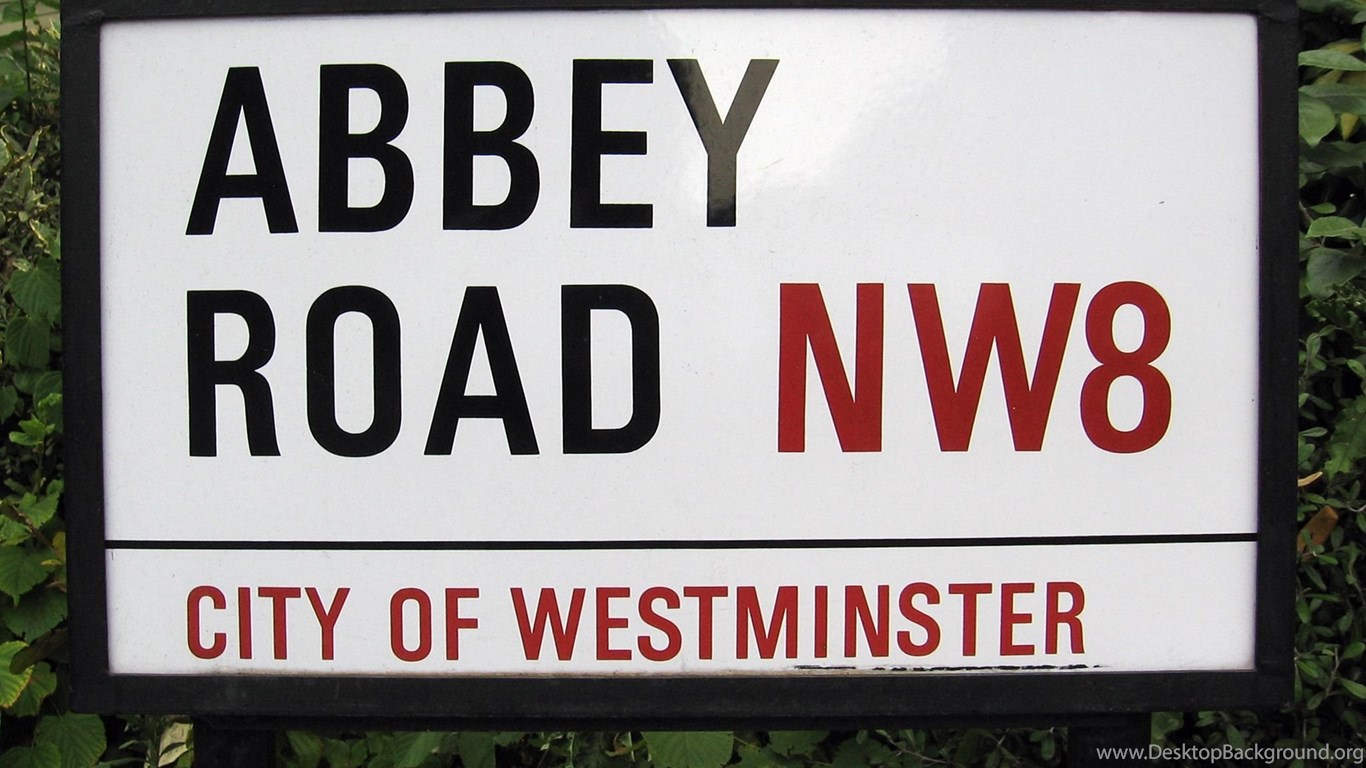 ABBEY
ROAD NW8
CITY OF WESTMINSTER
www.DesktopBackground.org